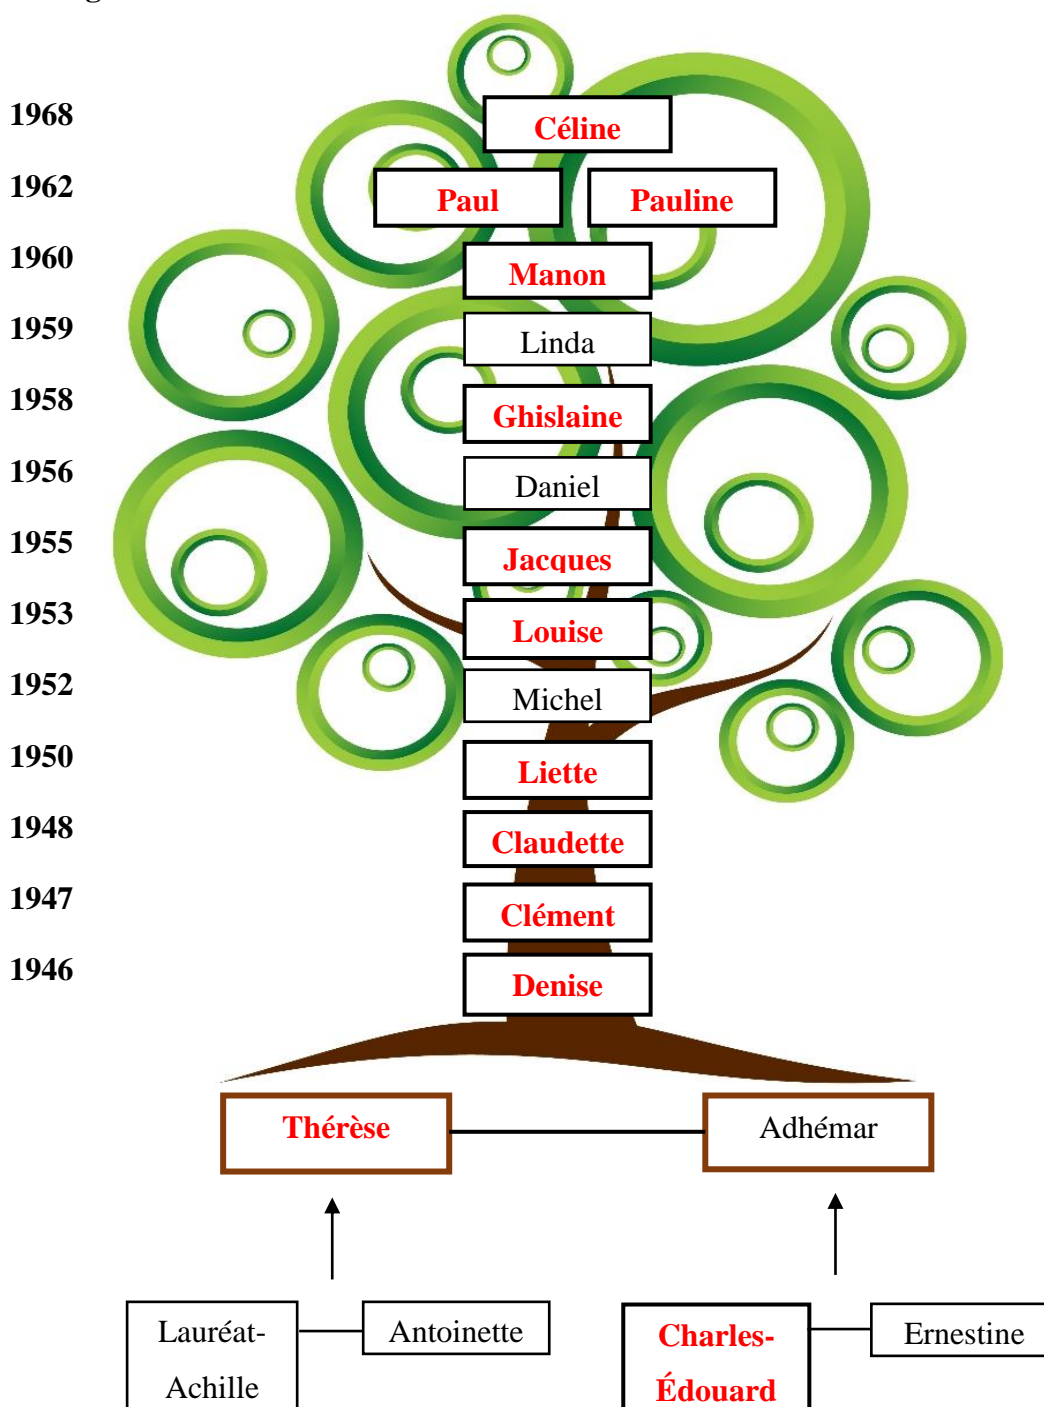 1968
Céline
1962
Paul Pauline
1960
Manon
1959
Linda
1958
Ghislaine
1956
Daniel
1955
Jacques
1953
Louise
1952
Michel
1950
Liette
1948
Claudette
1947
Clément
1946
Denise
Thérèse
Adhémar
Lauréat-
Achille
Antoinette
Charles-
Édouard
Ernestine